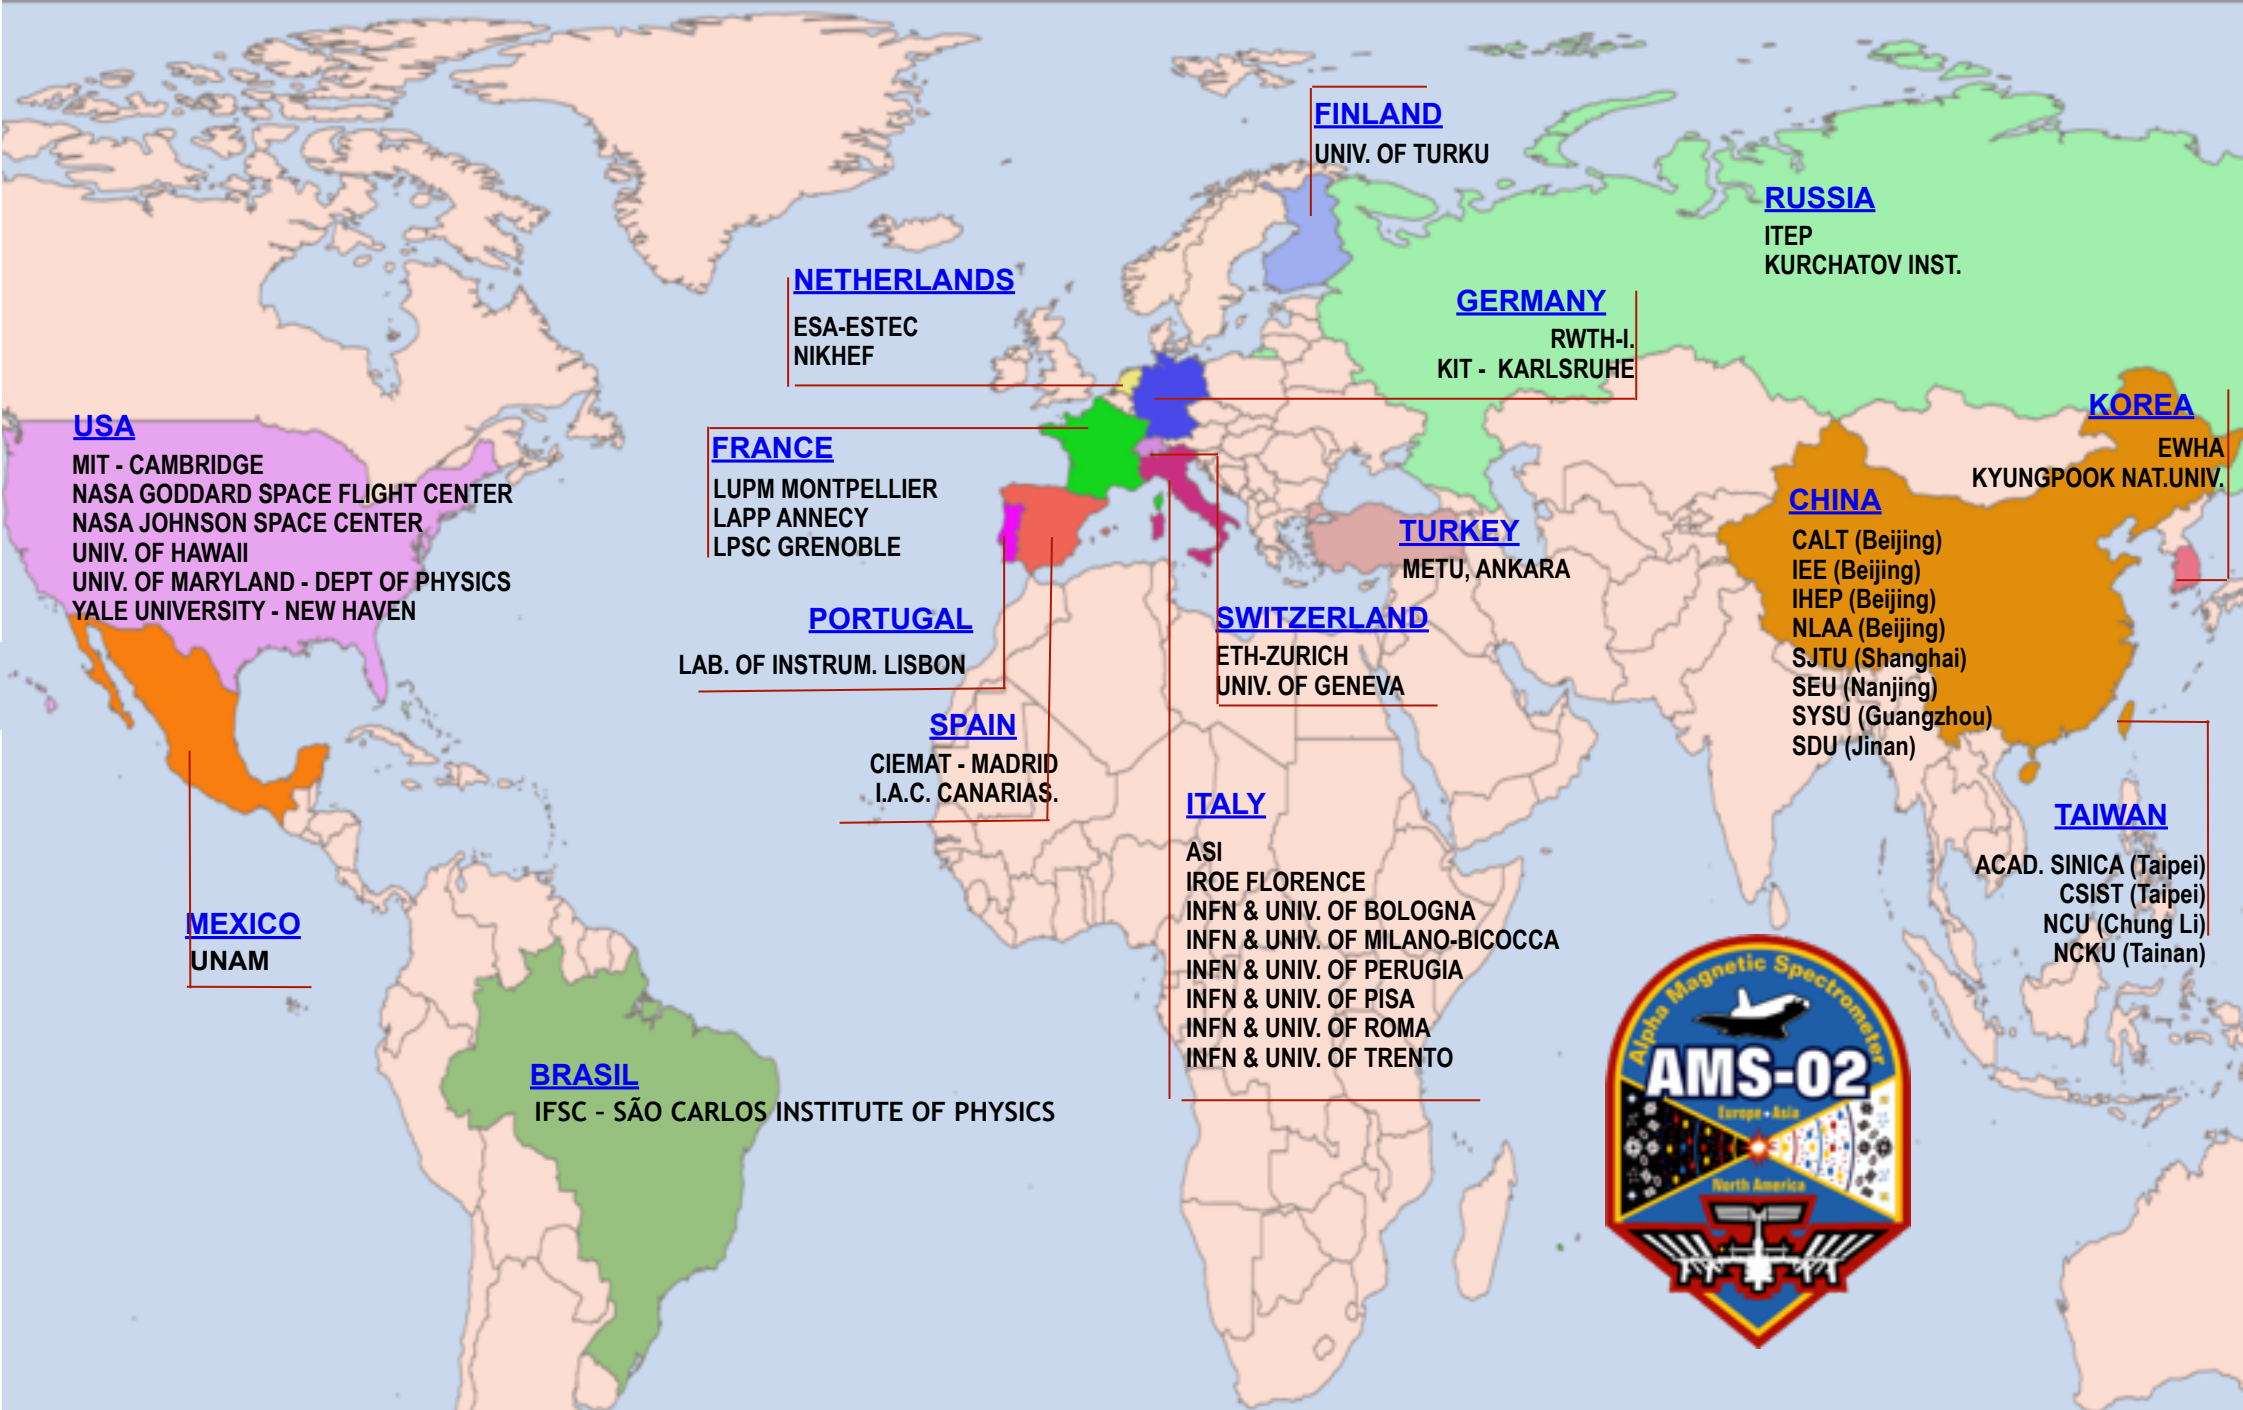 FINLAND
UNIV. OF TURKU
RUSSIA
ITEP
KURCHATOV INST.
NETHERLANDS
ESA-ESTEC
NIKHEF
GERMANY
RWTH-I.
KIT - KARLSRUHE
KOREA
EWHA
KYUNGPOOK NAT.UNIV.
USA
MIT - CAMBRIDGE
NASA GODDARD SPACE FLIGHT CENTER
NASA JOHNSON SPACE CENTER
UNIV. OF HAWAII
UNIV. OF MARYLAND - DEPT OF PHYSICS
YALE UNIVERSITY - NEW HAVEN
FRANCE
LUPM MONTPELLIER
LAPP ANNECY
LPSC GRENOBLE
TURKEY
METU, ANKARA
CHINA
CALT (Beijing)
IEE (Beijing)
IHEP (Beijing)
NLAA (Beijing)
SJTU (Shanghai)
SEU (Nanjing)
SYSU (Guangzhou)
SDU (Jinan)
PORTUGAL
LAB. OF INSTRUM. LISBON
SWITZERLAND
ETH-ZURICH
UNIV. OF GENEVA
SPAIN
CIEMAT - MADRID
I.A.C. CANARIAS.
ITALY
ASI
IROE FLORENCE
INFN & UNIV. OF BOLOGNA
INFN & UNIV. OF MILANO-BICOCCA
INFN & UNIV. OF PERUGIA
INFN & UNIV. OF PISA
INFN & UNIV. OF ROMA
INFN & UNIV. OF TRENTO
TAIWAN
ACAD. SINICA (Taipei)
CSIST (Taipei)
NCU (Chung Li)
NCKU (Tainan)
MEXICO
UNAM
BRASIL
IFSC – SÃO CARLOS INSTITUTE OF PHYSICS
Alpha Magnetic Spectrometer
AMS-02
Europe + Asia
North America